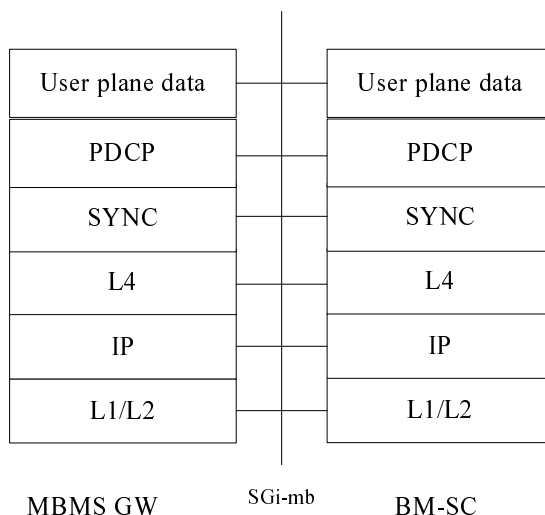 User plane data User plane data
PDCP PDCP
SYNC SYNC
L4 L4
IP IP
L1/L2 L1/L2
MBMS GW SGi-mb BM-SC